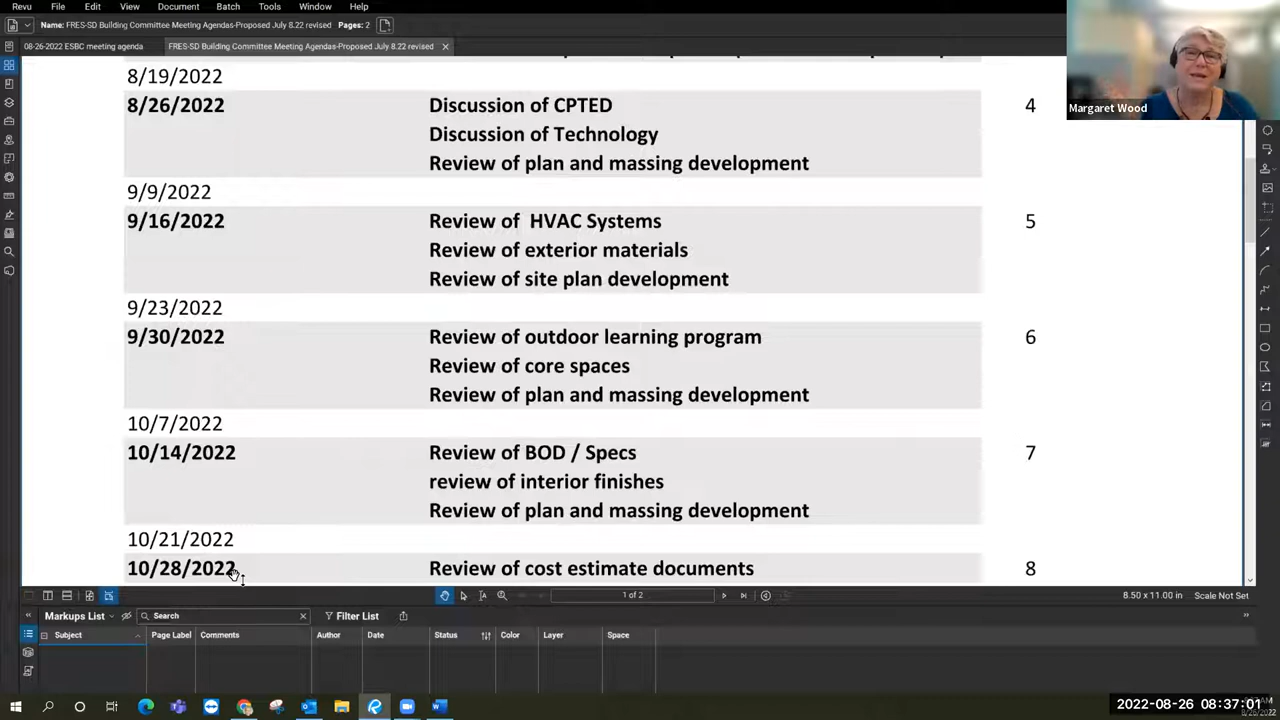 Revu File Edit View Document Batch Tools Window Help
Name: FRES-SD Building Committee Meeting Agendas-Proposed July 8.22 revised Pages: 2
08-26-2022 ESBC meeting agenda FRES-SD Building Committee Meeting Agendas-Proposed July 8.22 revised
Margaret Wood
8/19/2022
8/26/2022 Discussion of CPTED 4
Discussion of Technology
Review of plan and massing development
9/9/2022
9/16/2022 Review of HVAC Systems 5
Review of exterior materials
Review of site plan development
9/23/2022
9/30/2022 Review of outdoor learning program 6
Review of core spaces
Review of plan and massing development
10/7/2022
10/14/2022 Review of BOD / Specs 7
review of interior finishes
Review of plan and massing development
10/21/2022
10/28/2022 Review of cost estimate documents 8
1 of 2 8.50 x 11.00 in Scale Not Set
Markups List Search Filter List
Subject Page Label Comments Author Date Status Color Layer Space
2022-08-26 08:37:01